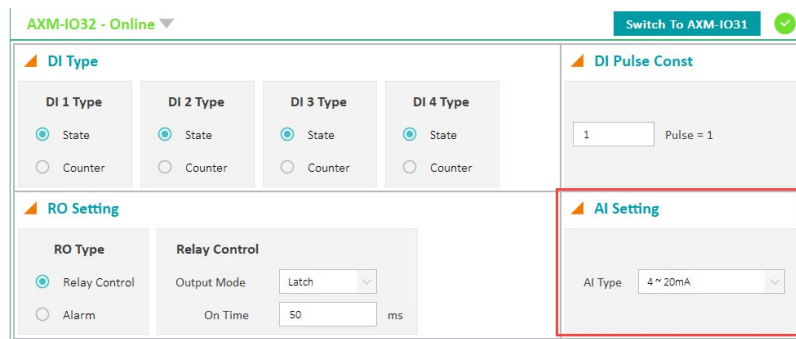 AXM-IO32 - Online
Switch To AXM-IO31
DI Type
DI 1 Type
State
Counter
DI 2 Type
State
Counter
DI 3 Type
State
Counter
DI 4 Type
State
Counter
DI Pulse Const
1 Pulse = 1
RO Setting
RO Type
Relay Control
Alarm
Relay Control
Output Mode Latch
On Time 50 ms
AI Setting
AI Type 4 ~ 20mA